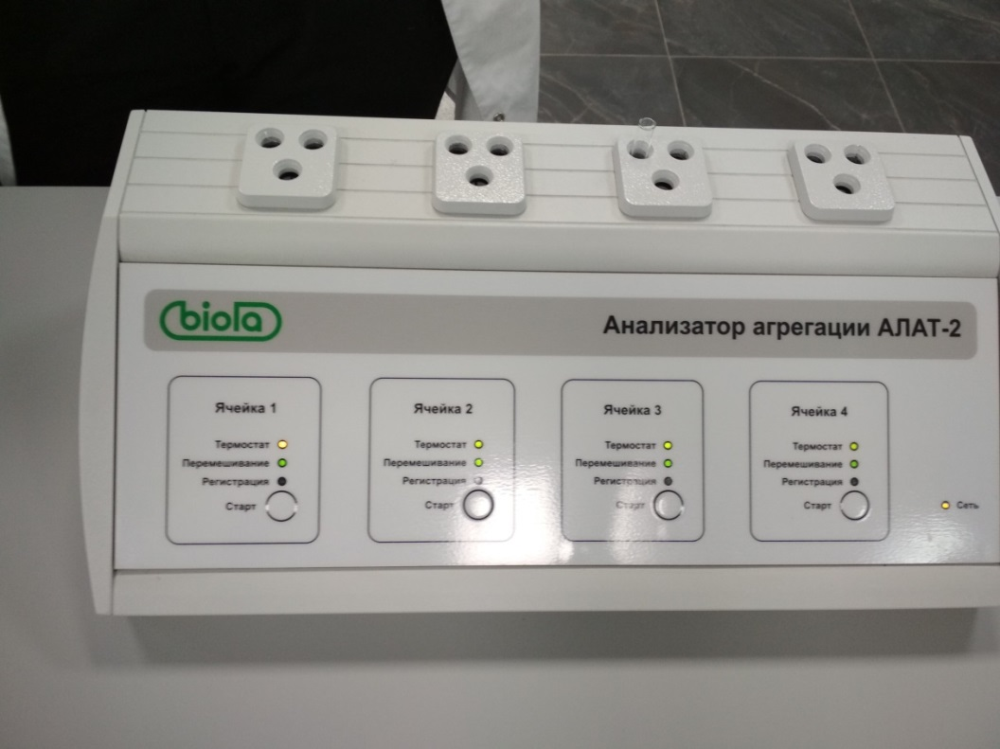 biola
Анализатор агрегации АЛАТ-2
Ячейка 1
Термостат
Перемешивание
Регистрация
Старт
Ячейка 2
Термостат
Перемешивание
Регистрация
Старт
Ячейка 3
Термостат
Перемешивание
Регистрация
Старт
Ячейка 4
Термостат
Перемешивание
Регистрация
Старт
Сеть